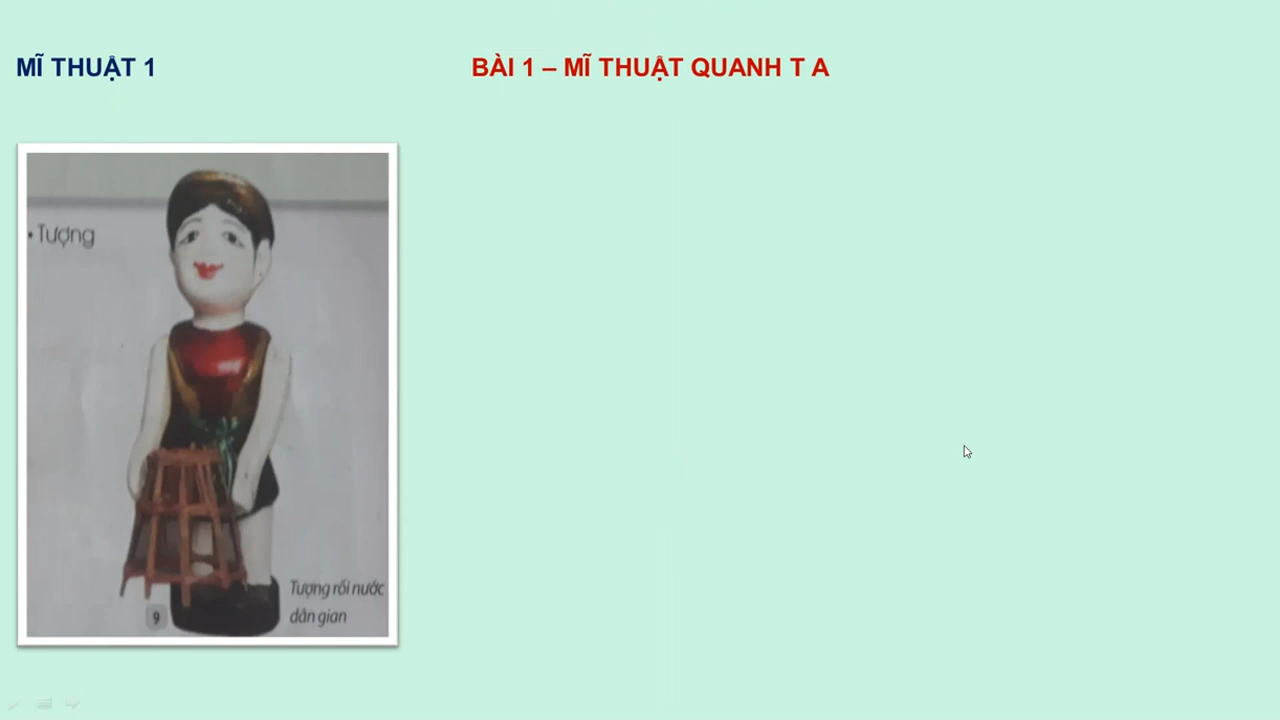 MĨ THUẬT 1
BÀI 1 – MĨ THUẬT QUANH T A
• Tượng
Tượng rối nước
dân gian
9